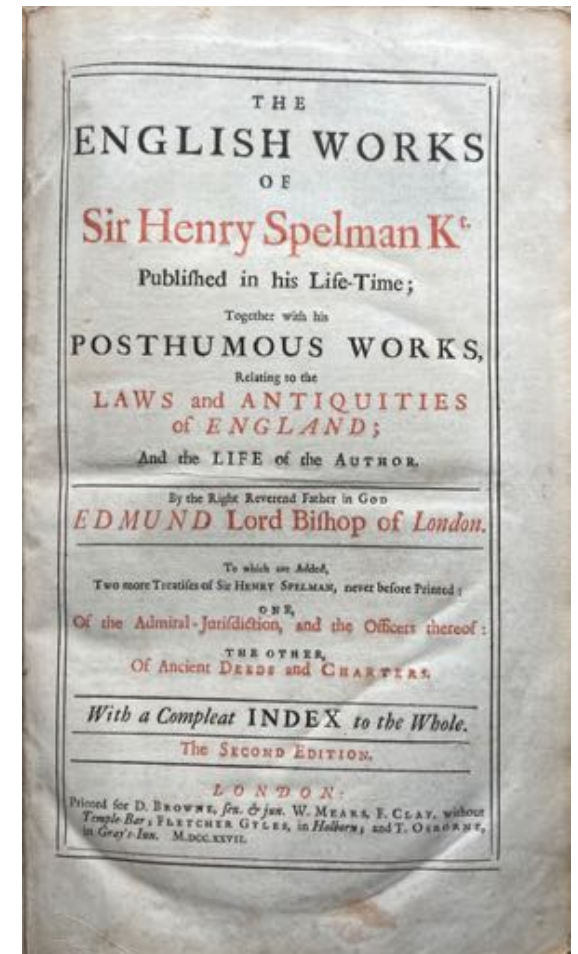 THE
ENGLISH WORKS
OF
Sir Henry Spelman Kt.
Publiſhed in his Life-Time;
Together with his
POSTHUMOUS WORKS,
Relating to the
LAWS and ANTIQUITIES
of ENGLAND;
And the LIFE of the AUTHOR.
By the Right Reverend Father in GOD
EDMUND Lord Biſhop of London.
To which are Added,
Two more Treatiſes of Sir HENRY SPELMAN, never before Printed:
ONE,
Of the Admiral-Juriſdiction, and the Officers thereof:
THE OTHER,
Of Ancient DEEDS and CHARTERS.
With a Compleat INDEX to the Whole.
The SECOND EDITION.
LONDON:
Printed for D. BROWNE, ſen. & jun. W. MEARS, F. CLAY, without
Temple-Bar; FLETCHER GYLES, in Holborn; and T. OSBORNE,
in Gray's-Inn. M.DCC.XXVII.